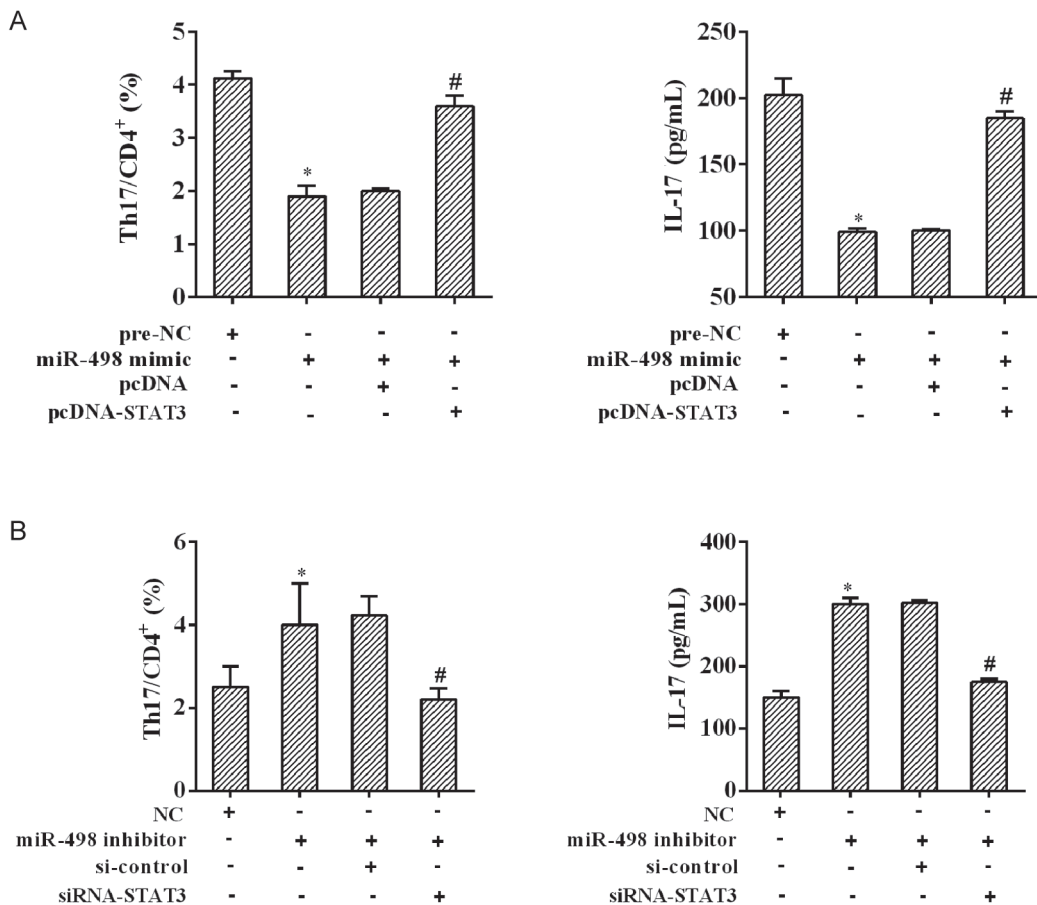 A
Th17/CD4+ (%)
5
4
3
2
1
0
*
#
pre-NC + - - -
miR-498 mimic - + + +
pcDNA - - + -
pcDNA-STAT3 - - - +
IL-17 (pg/mL)
250
200
150
100
50
*
#
pre-NC + - - -
miR-498 mimic - + + +
pcDNA - - + -
pcDNA-STAT3 - - - +
B
Th17/CD4+ (%)
6
4
2
0
*
#
NC + - - -
miR-498 inhibitor - + + +
si-control - - + -
siRNA-STAT3 - - - +
IL-17 (pg/mL)
400
300
200
100
0
*
#
NC + - - -
miR-498 inhibitor - + + +
si-control - - + -
siRNA-STAT3 - - - +